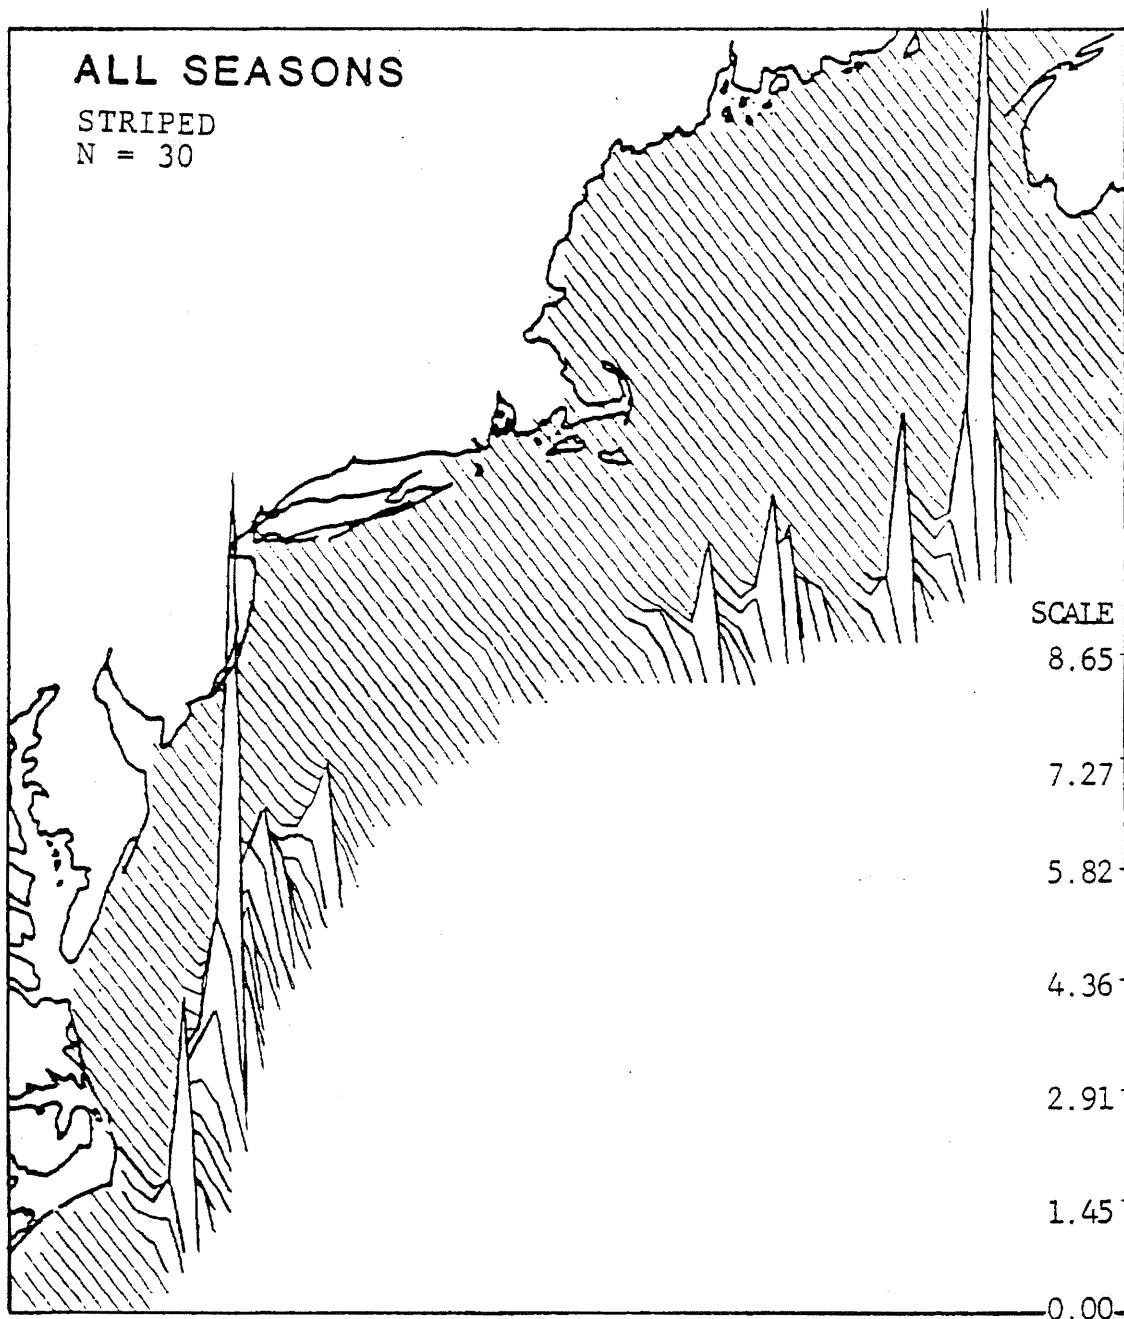 ALL SEASONS
STRIPED
N = 30
SCALE
8.65
7.27
5.82
4.36
2.91
1.45
0.00